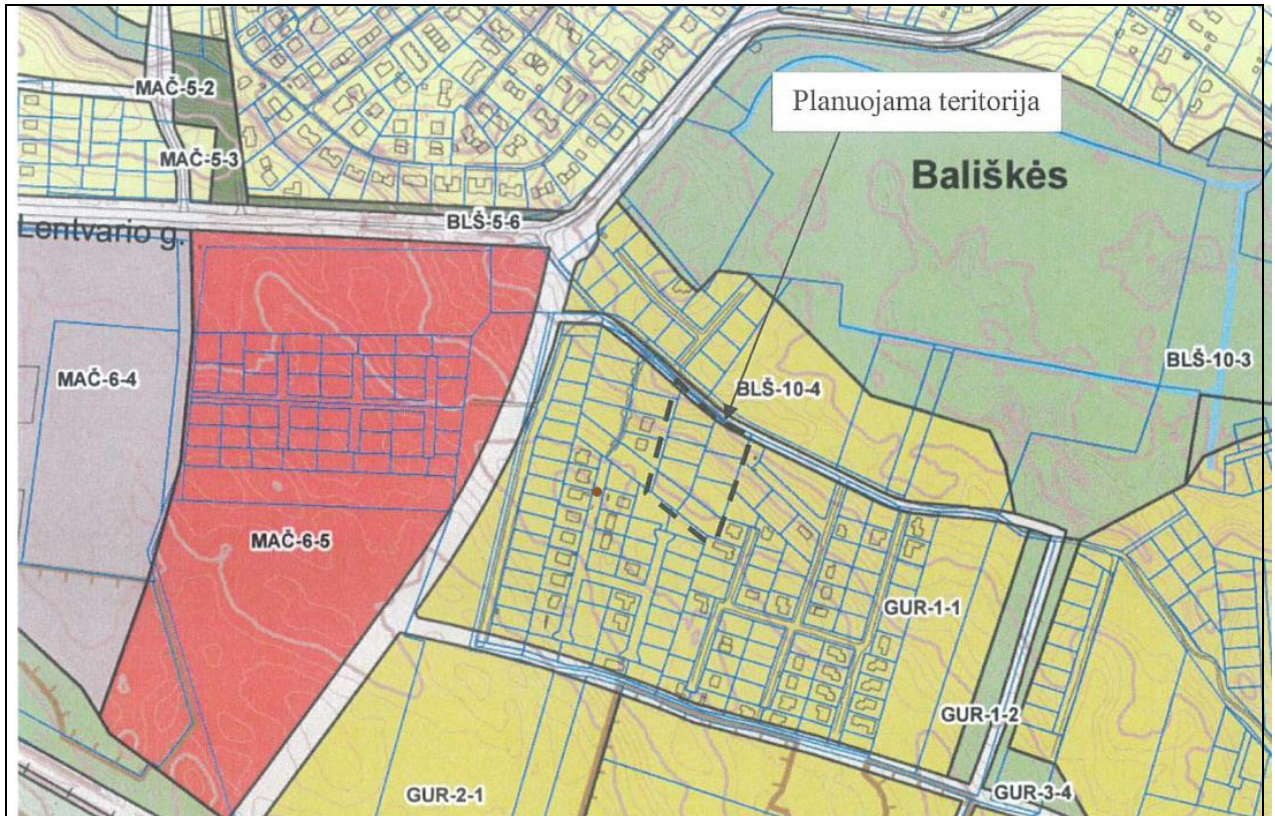 MAČ-5-2
Planuojama teritorija
MAČ-5-3
Bališkės
BLŠ-5-6
Lentvario g.
BLŠ-10-3
MAČ-6-4
BLŠ-10-4
MAČ-6-5
GUR-1-1
GUR-1-2
GUR-2-1
GUR-3-4